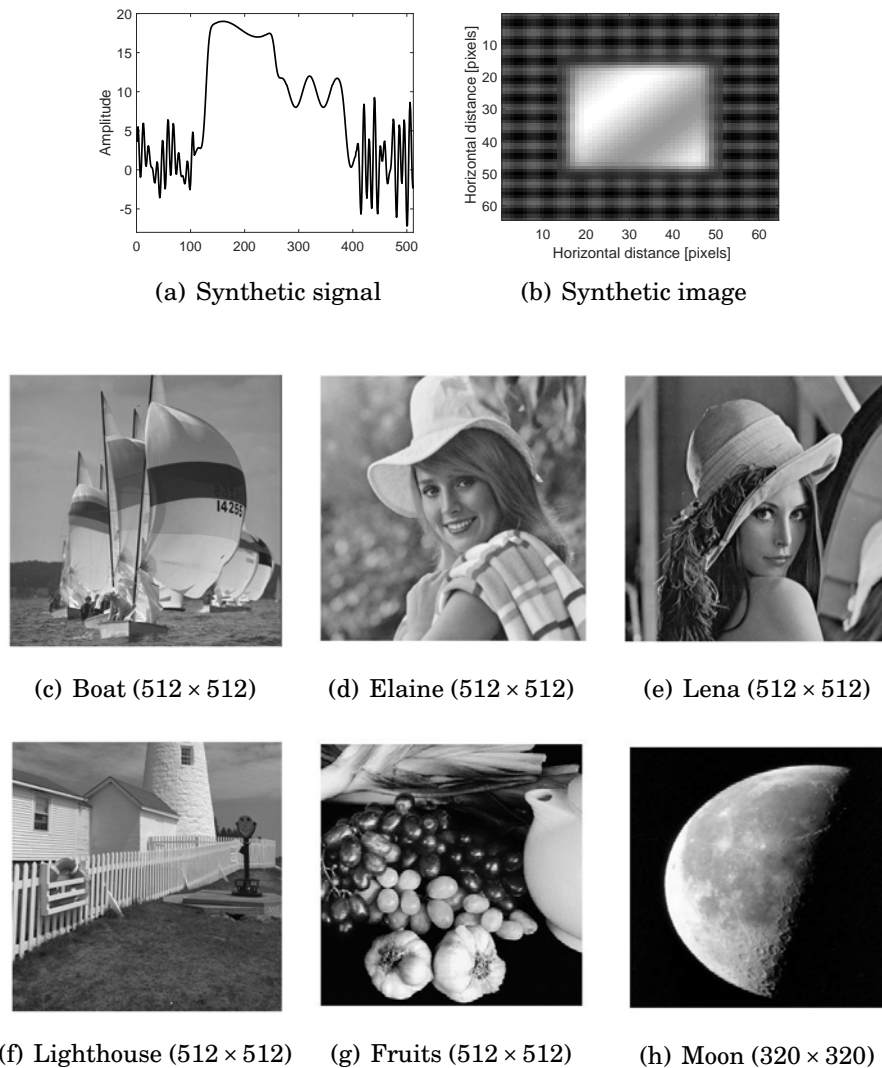 20
15
10
5
0
-5
Amplitude
0 100 200 300 400 500
(a) Synthetic signal
10
20
30
40
50
60
Horizontal distance [pixels]
10 20 30 40 50 60
Horizontal distance [pixels]
(b) Synthetic image
14255
(c) Boat (512 × 512)
(d) Elaine (512 × 512)
(e) Lena (512 × 512)
(f) Lighthouse (512 × 512)
(g) Fruits (512 × 512)
(h) Moon (320 × 320)